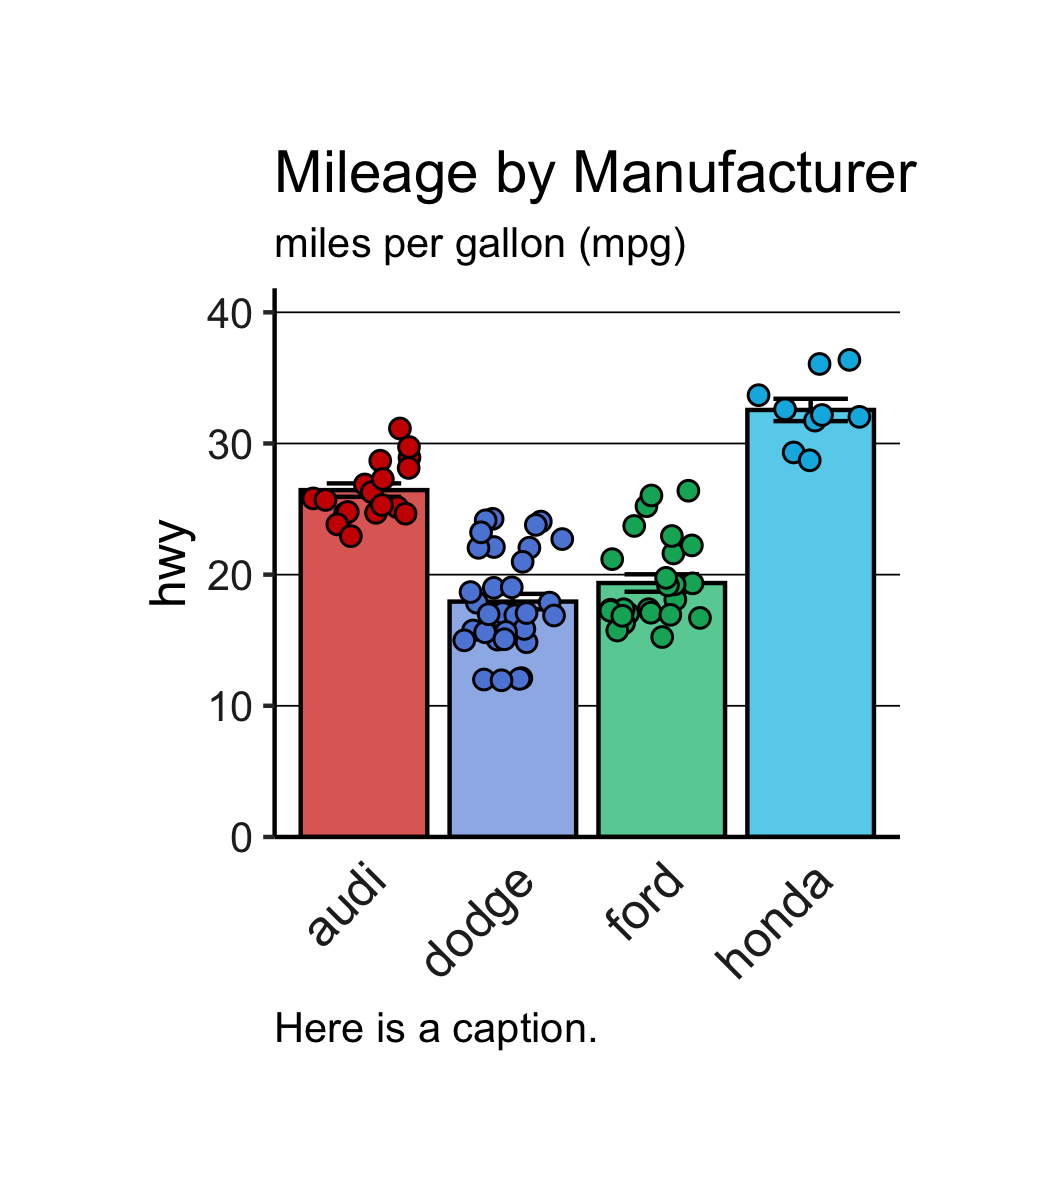 Mileage by Manufacturer
miles per gallon (mpg)
hwy
40
30
20
10
0
audi
dodge
ford
honda
Here is a caption.